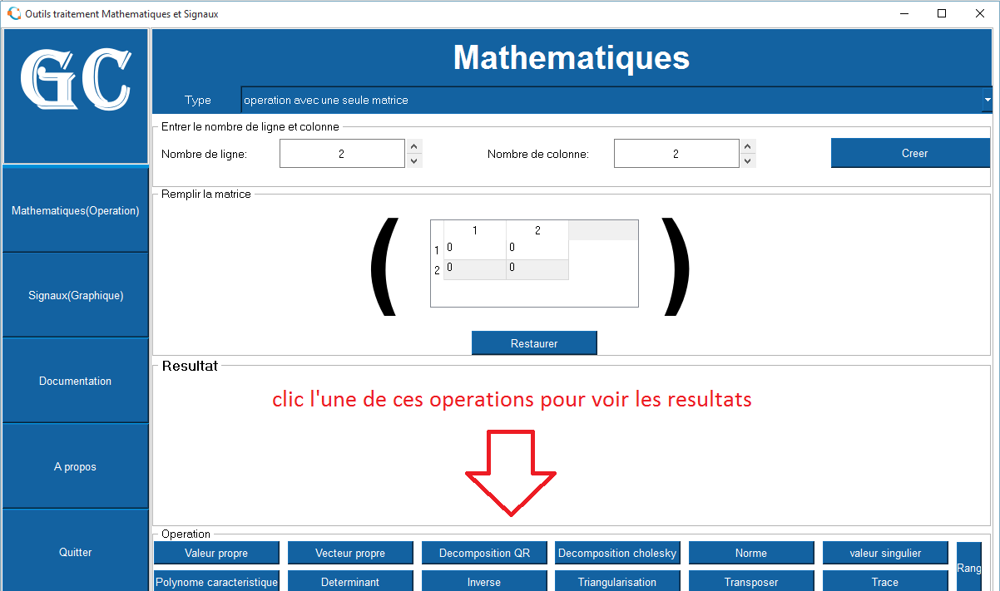 Outils traitement Mathematiques et Signaux
GC
Mathematiques
Type operation avec une seule matrice
Entrer le nombre de ligne et colonne
Nombre de ligne: 2 Nombre de colonne: 2 Creer
Mathematiques(Operation)
Signaux(Graphique)
Documentation
A propos
Quitter
Remplir la matrice
( )
1 2
1 0 0
2 0 0
Restaurer
Resultat
clic l'une de ces operations pour voir les resultats
Operation
Valeur propre Vecteur propre Decomposition QR Decomposition cholesky Norme valeur singulier Rang
Polynome caracteristique Determinant Inverse Triangularisation Transposer Trace